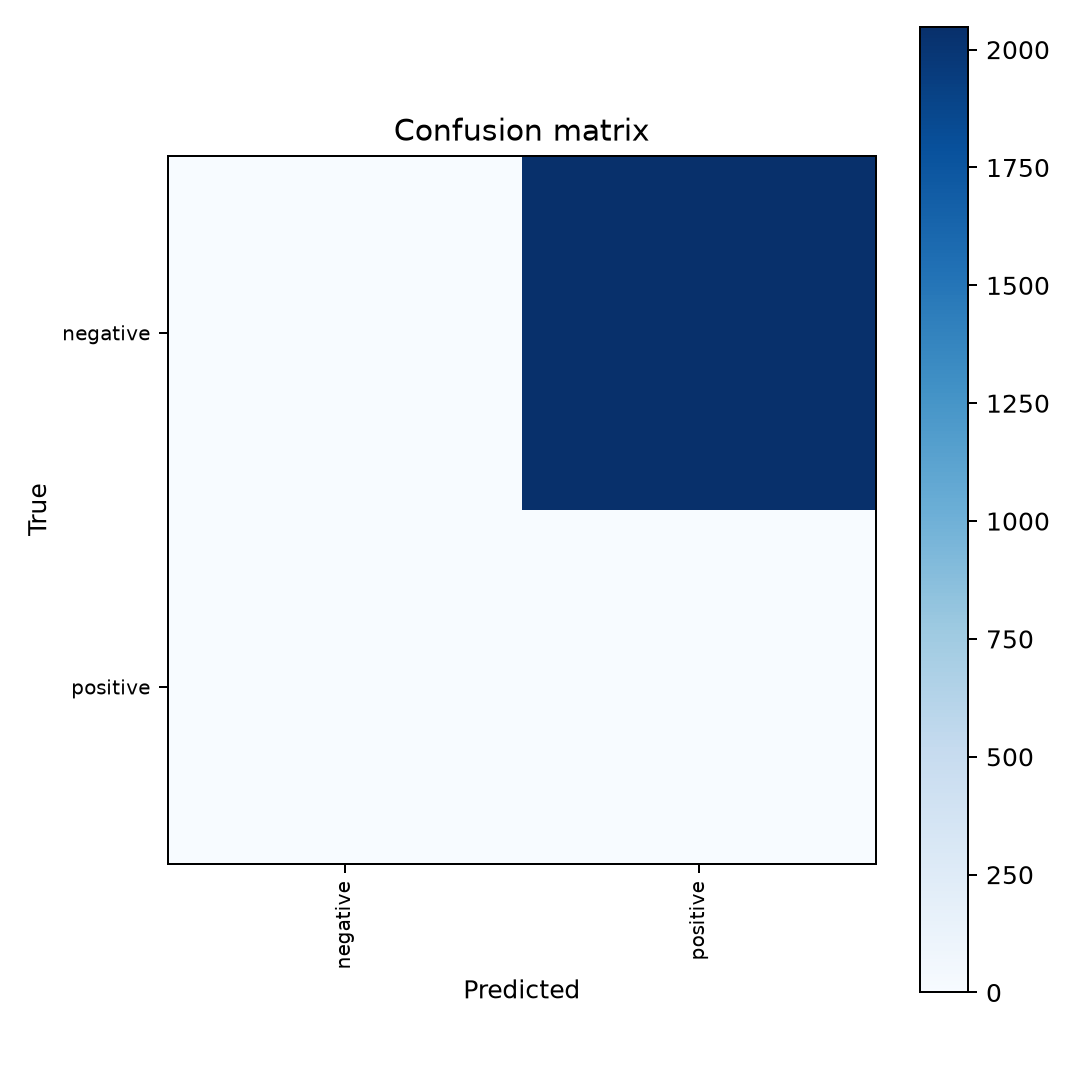 Confusion matrix
2000
1750
1500
1250
1000
750
500
250
0
True
negative
positive
negative
positive
Predicted